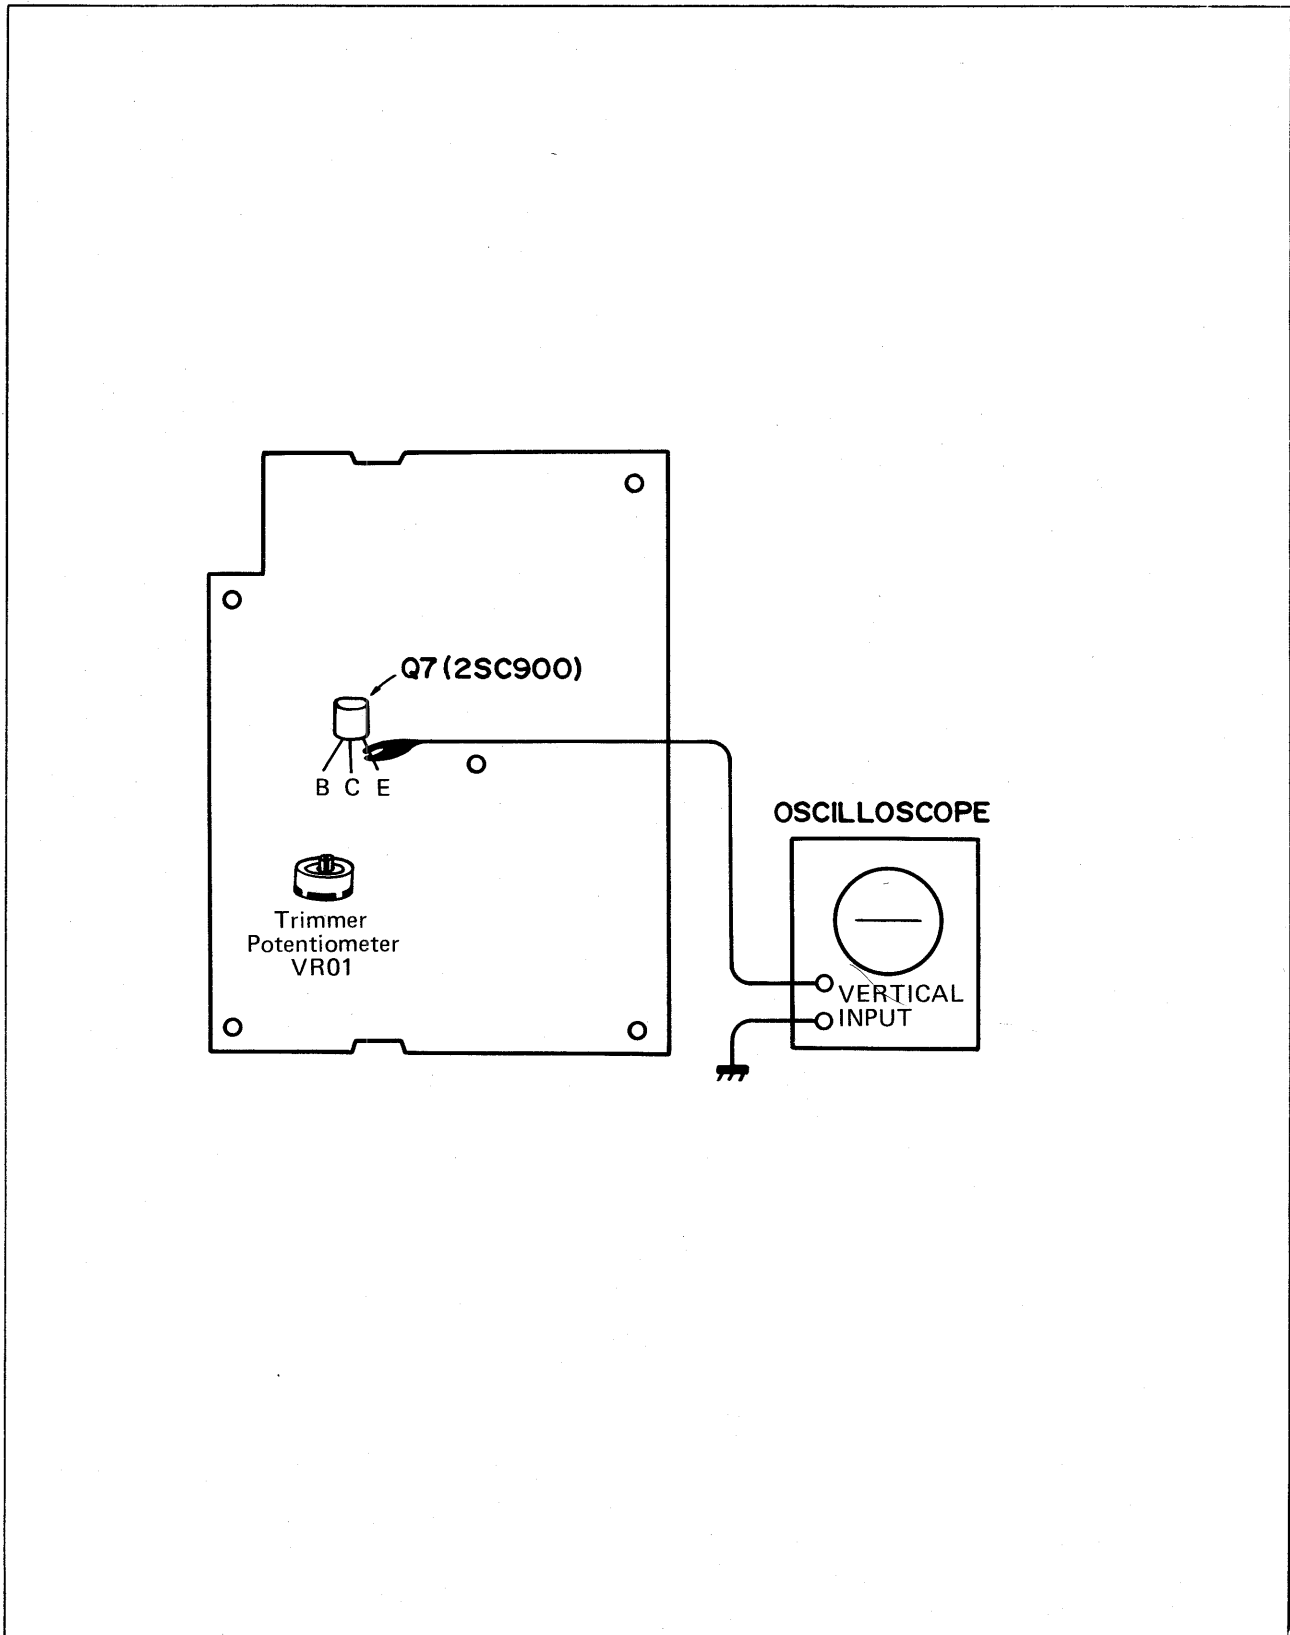 Q7(2SC900)
B C E
Trimmer
Potentiometer
VR01
OSCILLOSCOPE
VERTICAL
INPUT